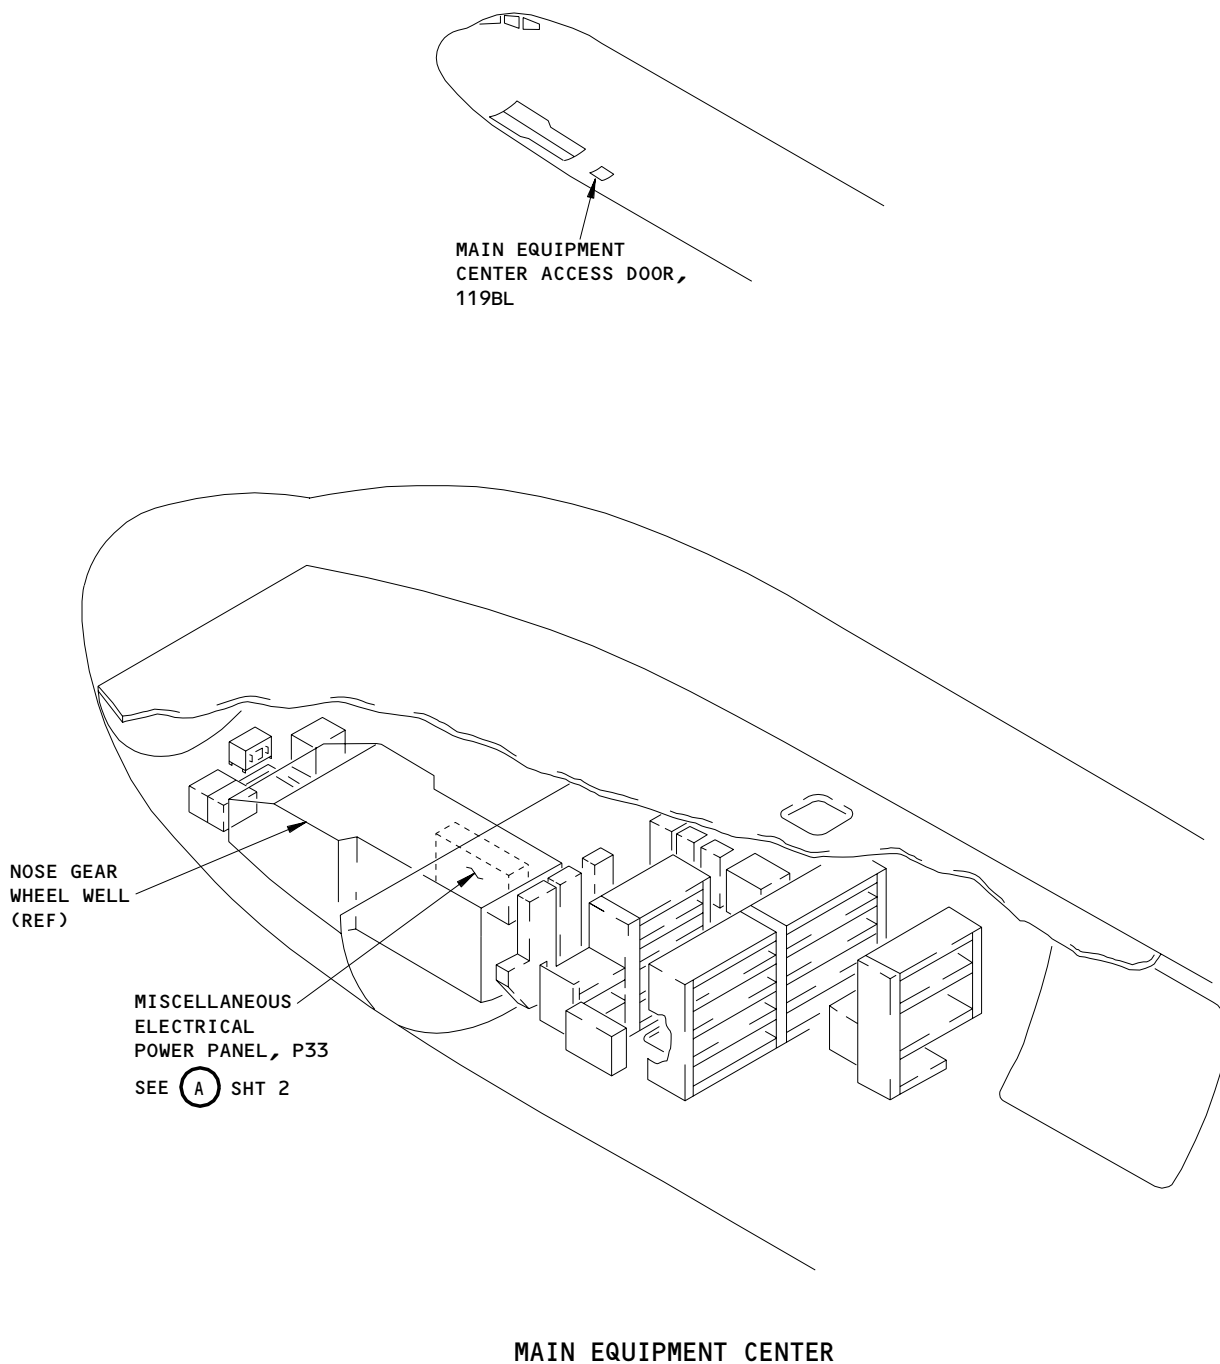 MAIN EQUIPMENT
CENTER ACCESS DOOR,
119BL
NOSE GEAR
WHEEL WELL
(REF)
MISCELLANEOUS
ELECTRICAL
POWER PANEL, P33
SEE A SHT 2
MAIN EQUIPMENT CENTER